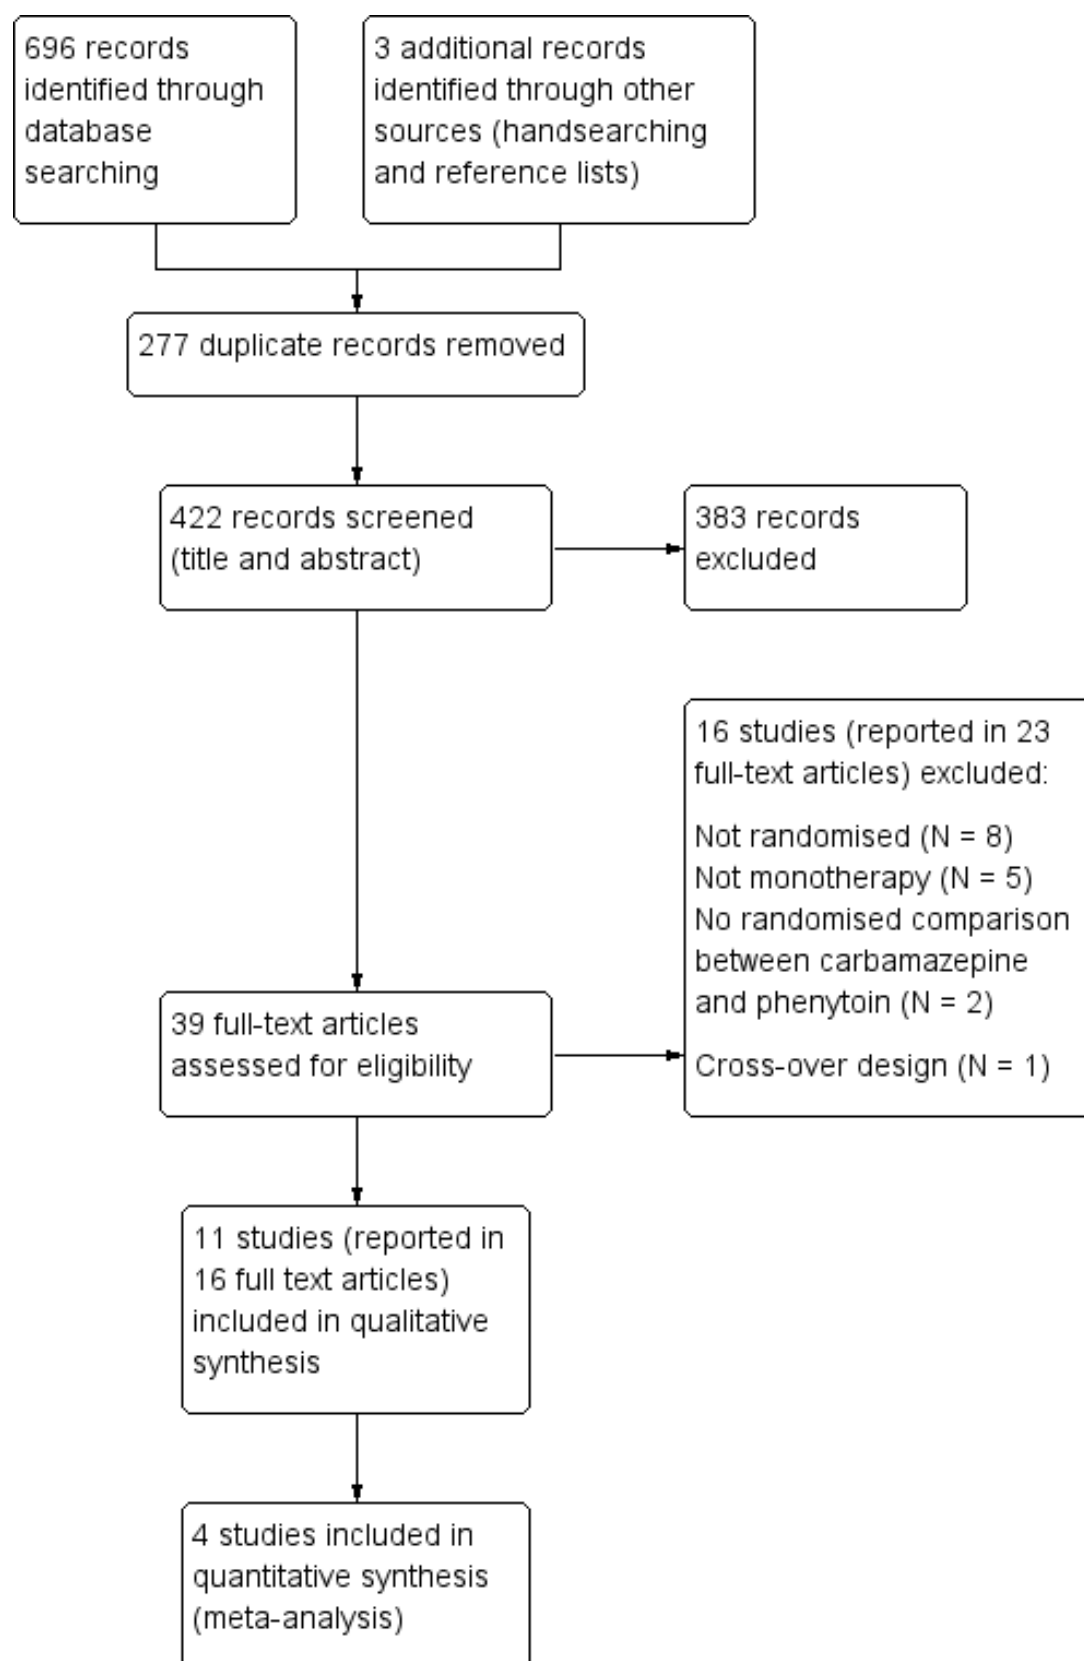 696 records
identified through
database
searching
3 additional records
identified through other
sources (handsearching
and reference lists)
277 duplicate records removed
422 records screened
(title and abstract)
383 records
excluded
16 studies (reported in 23
full-text articles) excluded:
Not randomised (N = 8)
Not monotherapy (N = 5)
No randomised comparison
between carbamazepine
and phenytoin (N = 2)
Cross-over design (N = 1)
39 full-text articles
assessed for eligibility
11 studies (reported in
16 full text articles)
included in qualitative
synthesis
4 studies included in
quantitative synthesis
(meta-analysis)